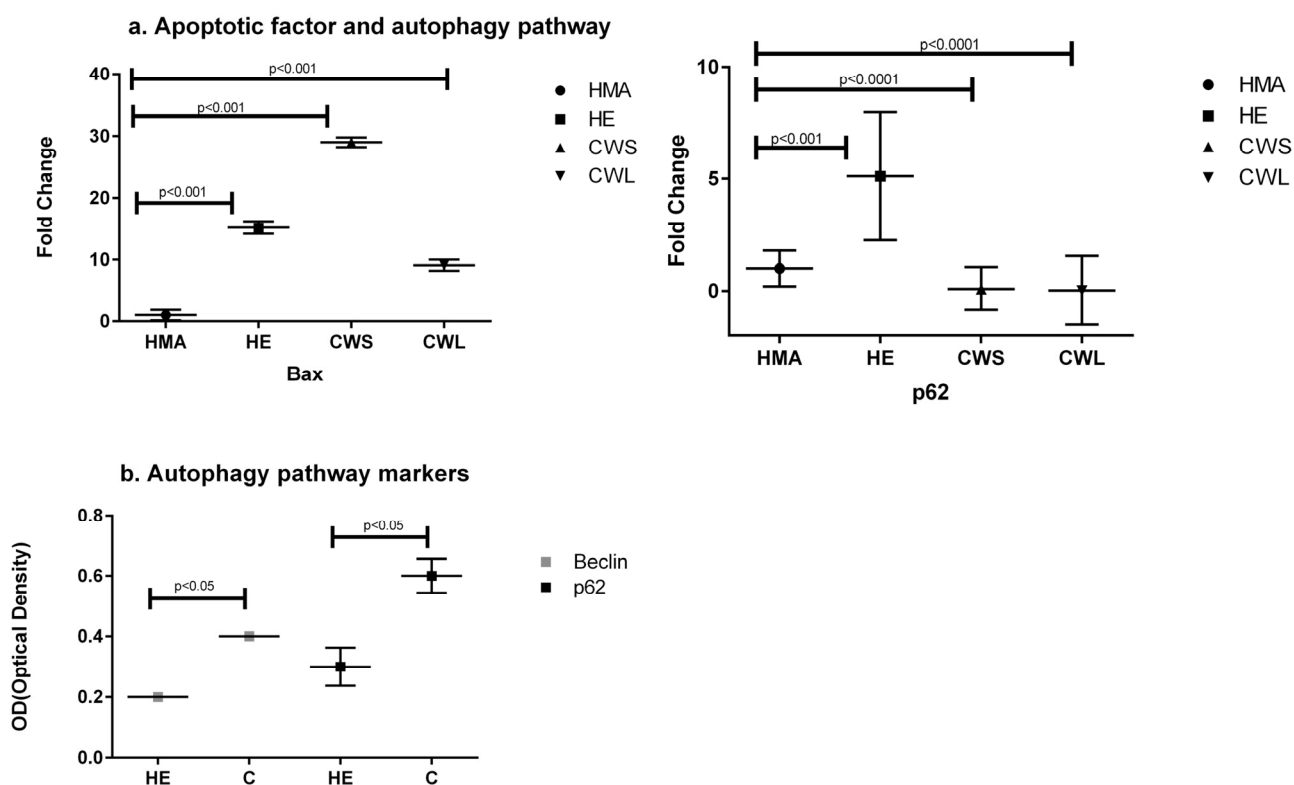 a. Apoptotic factor and autophagy pathway
p<0.001
p<0.001
p<0.001
Fold Change
40
30
20
10
0
HMA
HE
CWS
CWL
Bax
HMA
HE
CWS
CWL
p<0.0001
p<0.0001
p<0.001
Fold Change
10
5
0
HMA
HE
CWS
CWL
p62
HMA
HE
CWS
CWL
b. Autophagy pathway markers
p<0.05
p<0.05
OD(Optical Density)
0.8
0.6
0.4
0.2
0.0
HE
C
HE
C
Beclin
p62